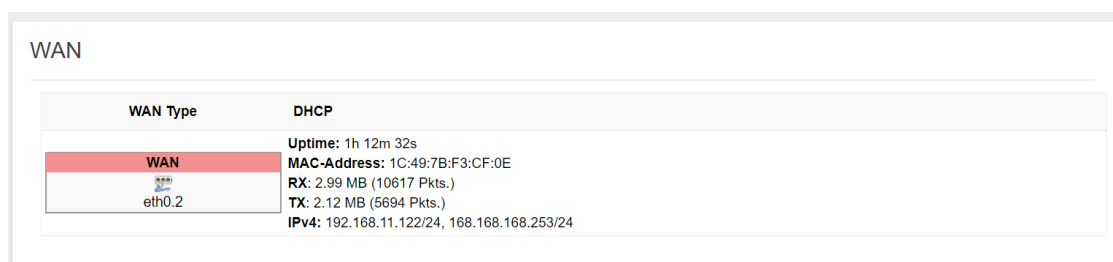 WAN
WAN Type DHCP
WAN
eth0.2
Uptime: 1h 12m 32s
MAC-Address: 1C:49:7B:F3:CF:0E
RX: 2.99 MB (10617 Pkts.)
TX: 2.12 MB (5694 Pkts.)
IPv4: 192.168.11.122/24, 168.168.168.253/24